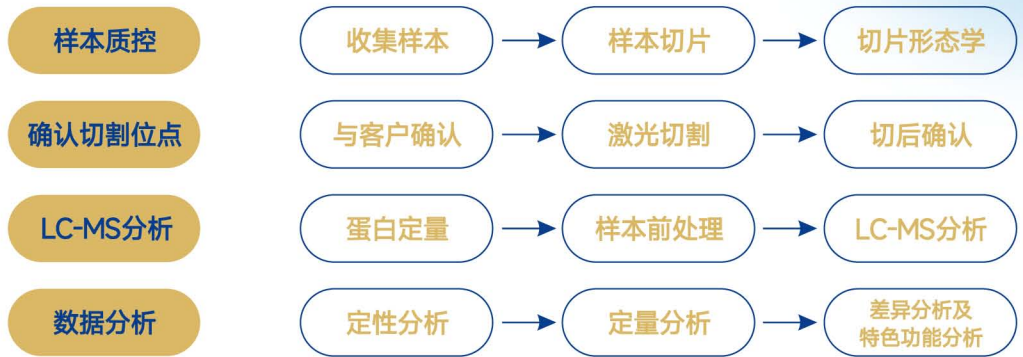 样本质控
收集样本
样本切片
切片形态学
确认切割位点
与客户确认
激光切割
切后确认
LC-MS分析
蛋白定量
样本前处理
LC-MS分析
数据分析
定性分析
定量分析
差异分析及
特色功能分析